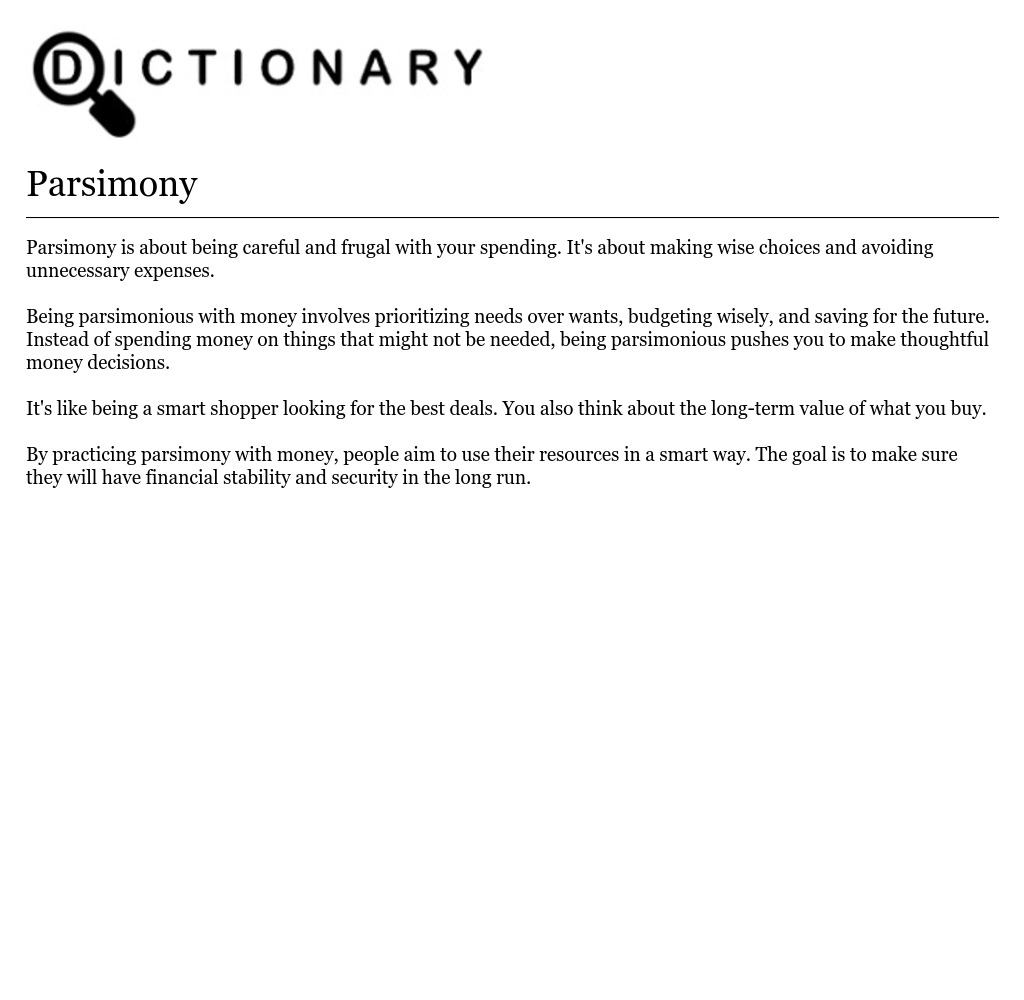 DICTIONARY
Parsimony
Parsimony is about being careful and frugal with your spending. It's about making wise choices and avoiding
unnecessary expenses.
Being parsimonious with money involves prioritizing needs over wants, budgeting wisely, and saving for the future.
Instead of spending money on things that might not be needed, being parsimonious pushes you to make thoughtful
money decisions.
It's like being a smart shopper looking for the best deals. You also think about the long-term value of what you buy.
By practicing parsimony with money, people aim to use their resources in a smart way. The goal is to make sure
they will have financial stability and security in the long run.